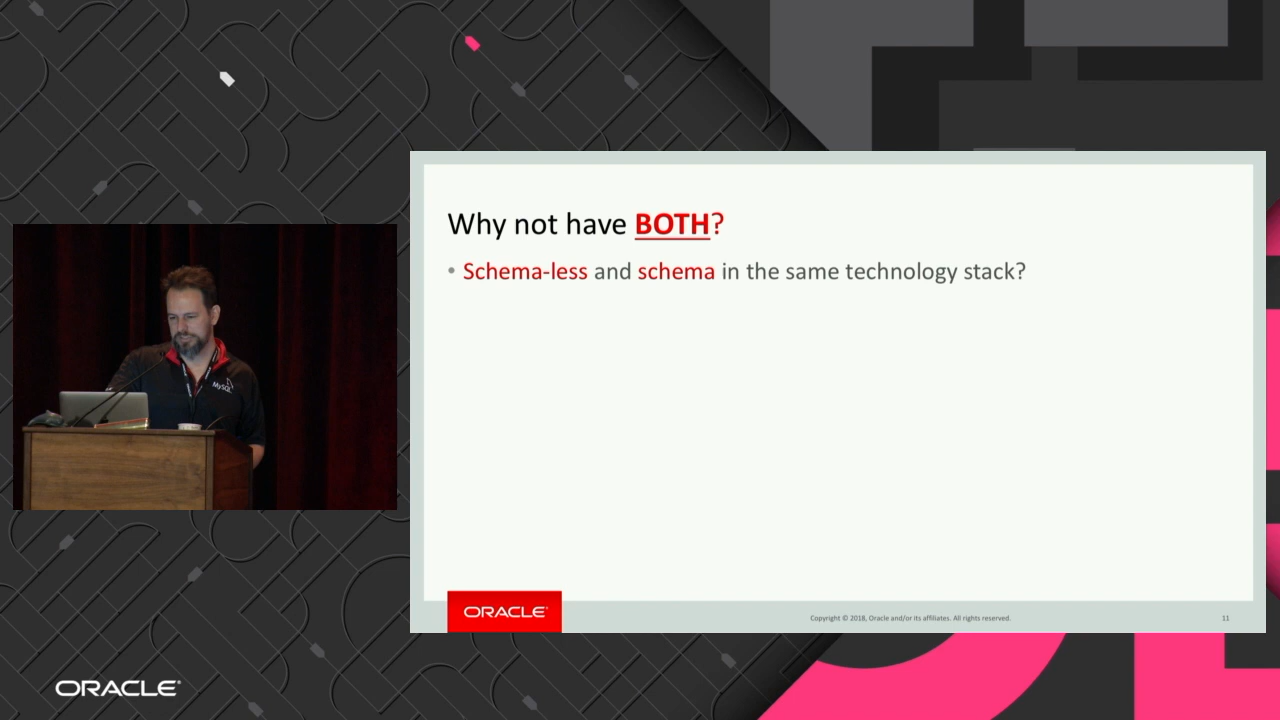 Why not have BOTH?
• Schema-less and schema in the same technology stack?
MySQL
ORACLE
Copyright © 2018, Oracle and/or its affiliates. All rights reserved.
11
ORACLE